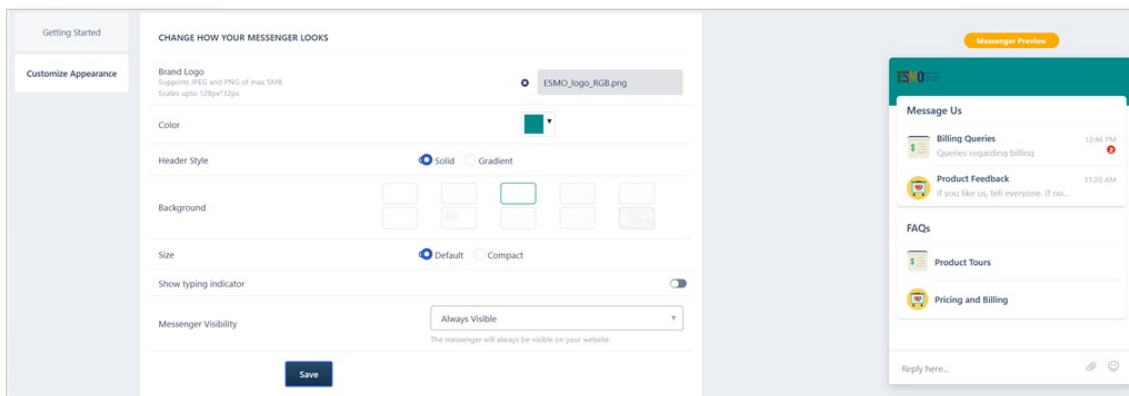 Getting Started
Customize Appearance
CHANGE HOW YOUR MESSENGER LOOKS
Brand Logo
Supports JPEG and PNG of max 5MB
Scales upto 128px*32px
ESMO_logo_RGB.png
Color
Header Style
Solid Gradient
Background
Size
Default Compact
Show typing indicator
Messenger Visibility
Always Visible
The messenger will always be visible on your website.
Save
Messenger Preview
ESMO
Message Us
Billing Queries 12:46 PM
Queries regarding billing 2
Product Feedback 11:20 AM
If you like us, tell everyone. If no...
FAQs
Product Tours
Pricing and Billing
Reply here...